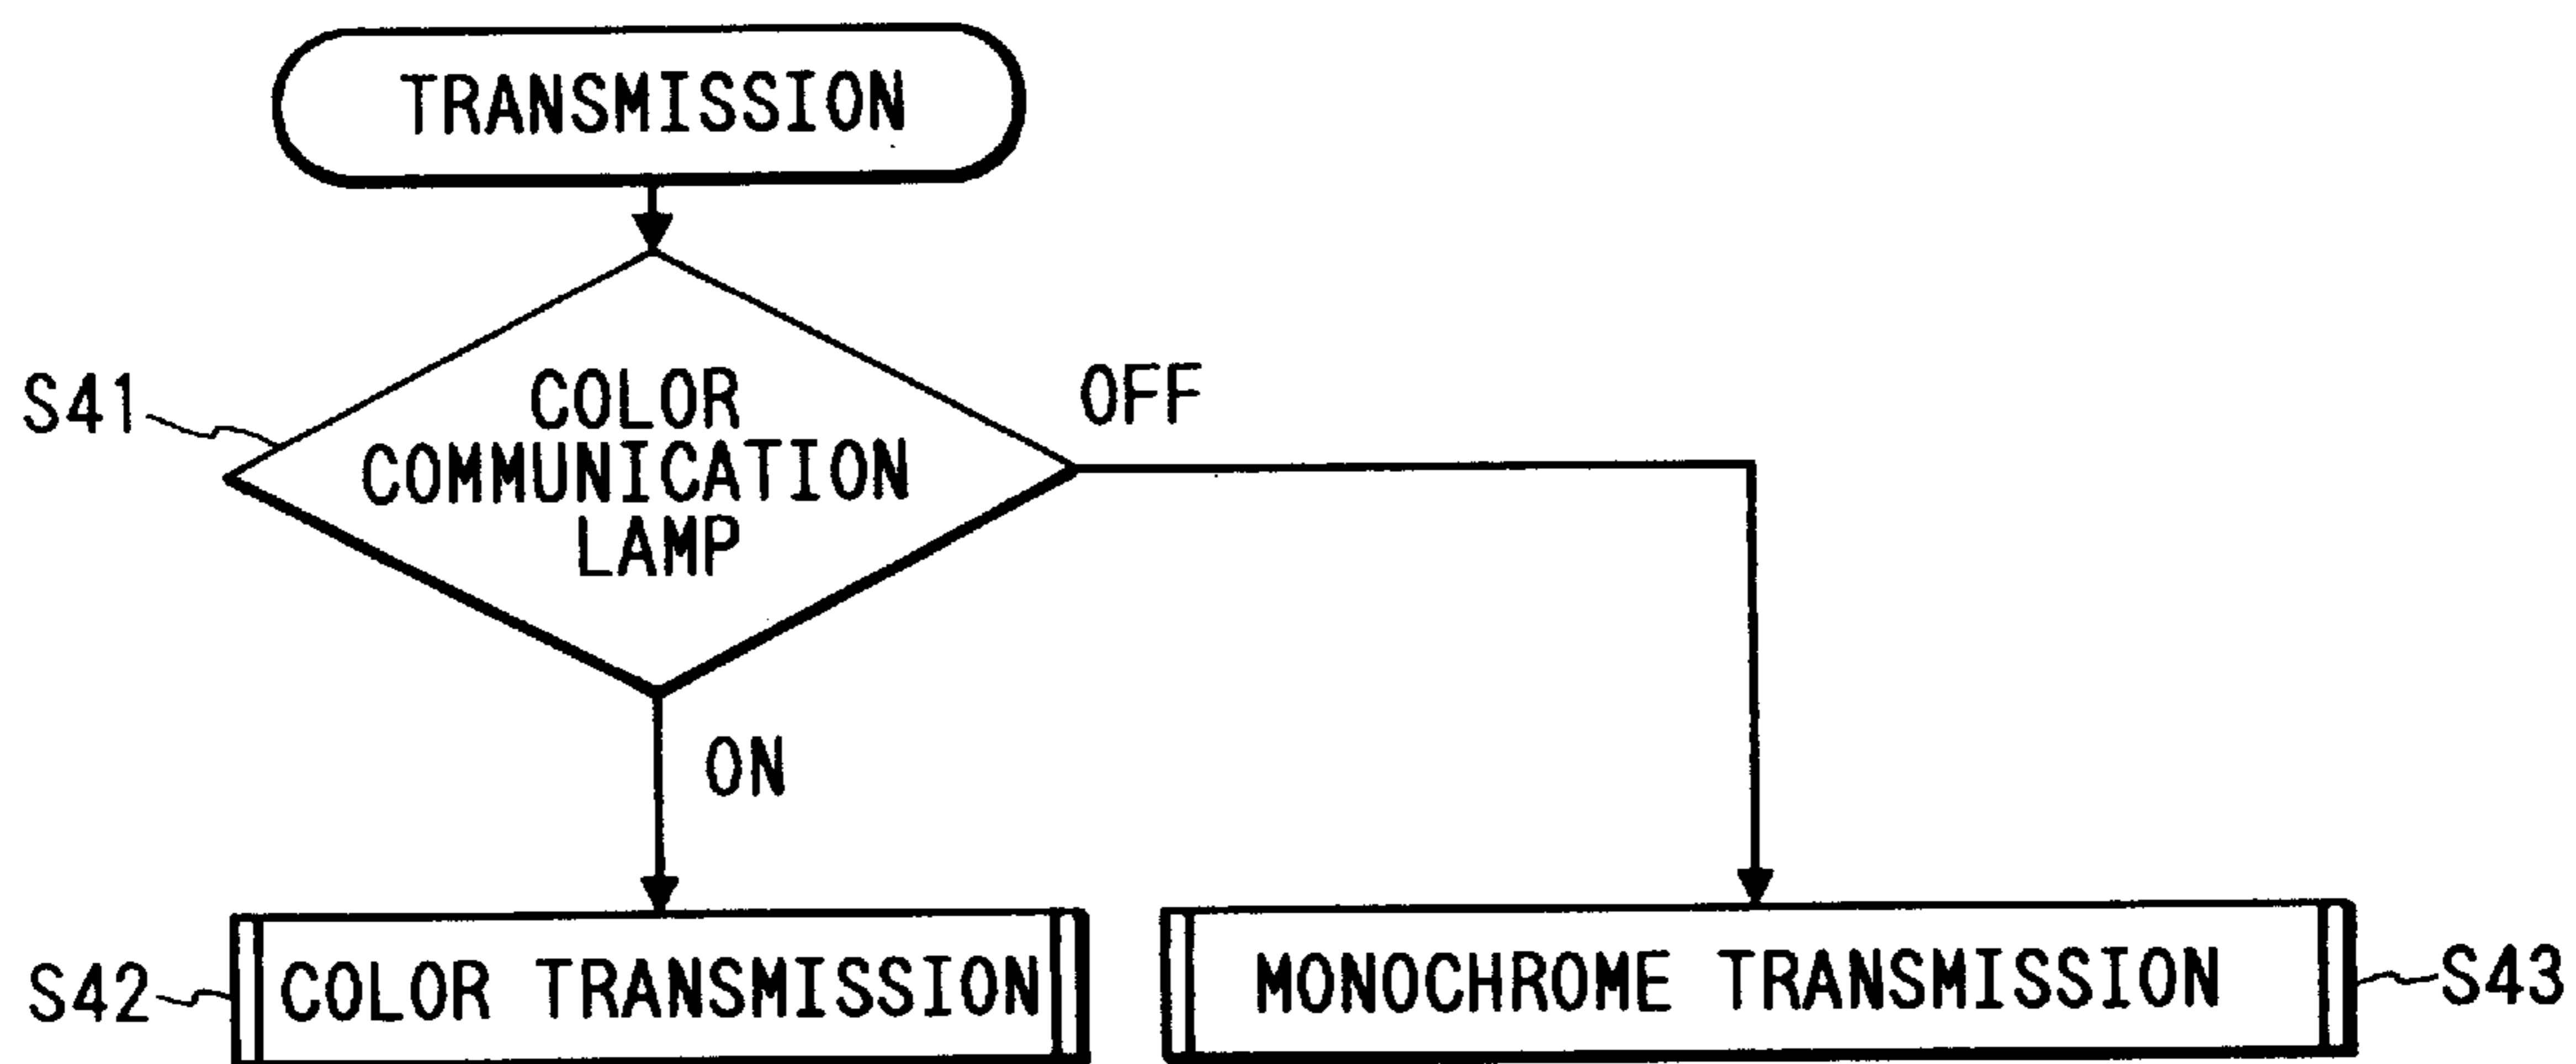 TRANSMISSION
S41
COLOR
COMMUNICATION
LAMP
OFF
ON
S42
COLOR TRANSMISSION
MONOCHROME TRANSMISSION
S43